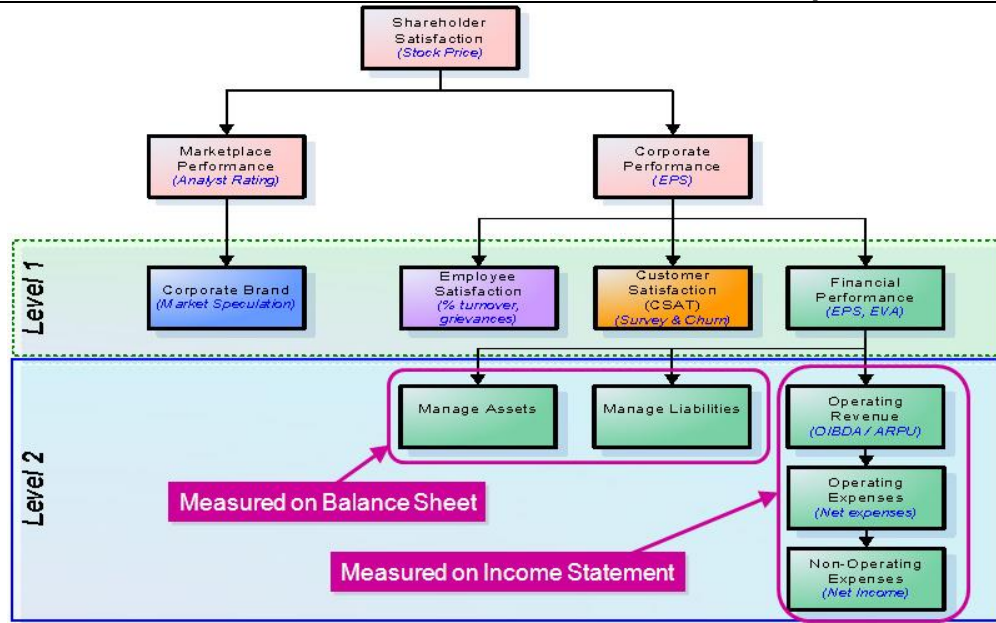 Shareholder
Satisfaction
(Stock Price)
Marketplace
Performance
(Analyst Rating)
Corporate
Performance
(EPS)
Level 1
Corporate Brand
(Market Speculation)
Employee
Satisfaction
(% turnover,
grievances)
Customer
Satisfaction
(CSAT)
(Survey & Churn)
Financial
Performance
(EPS, EVA)
Level 2
Manage Assets
Manage Liabilities
Operating
Revenue
(OIBDA / ARPU)
Measured on Balance Sheet
Operating
Expenses
(Net expenses)
Measured on Income Statement
Non-Operating
Expenses
(Net Income)